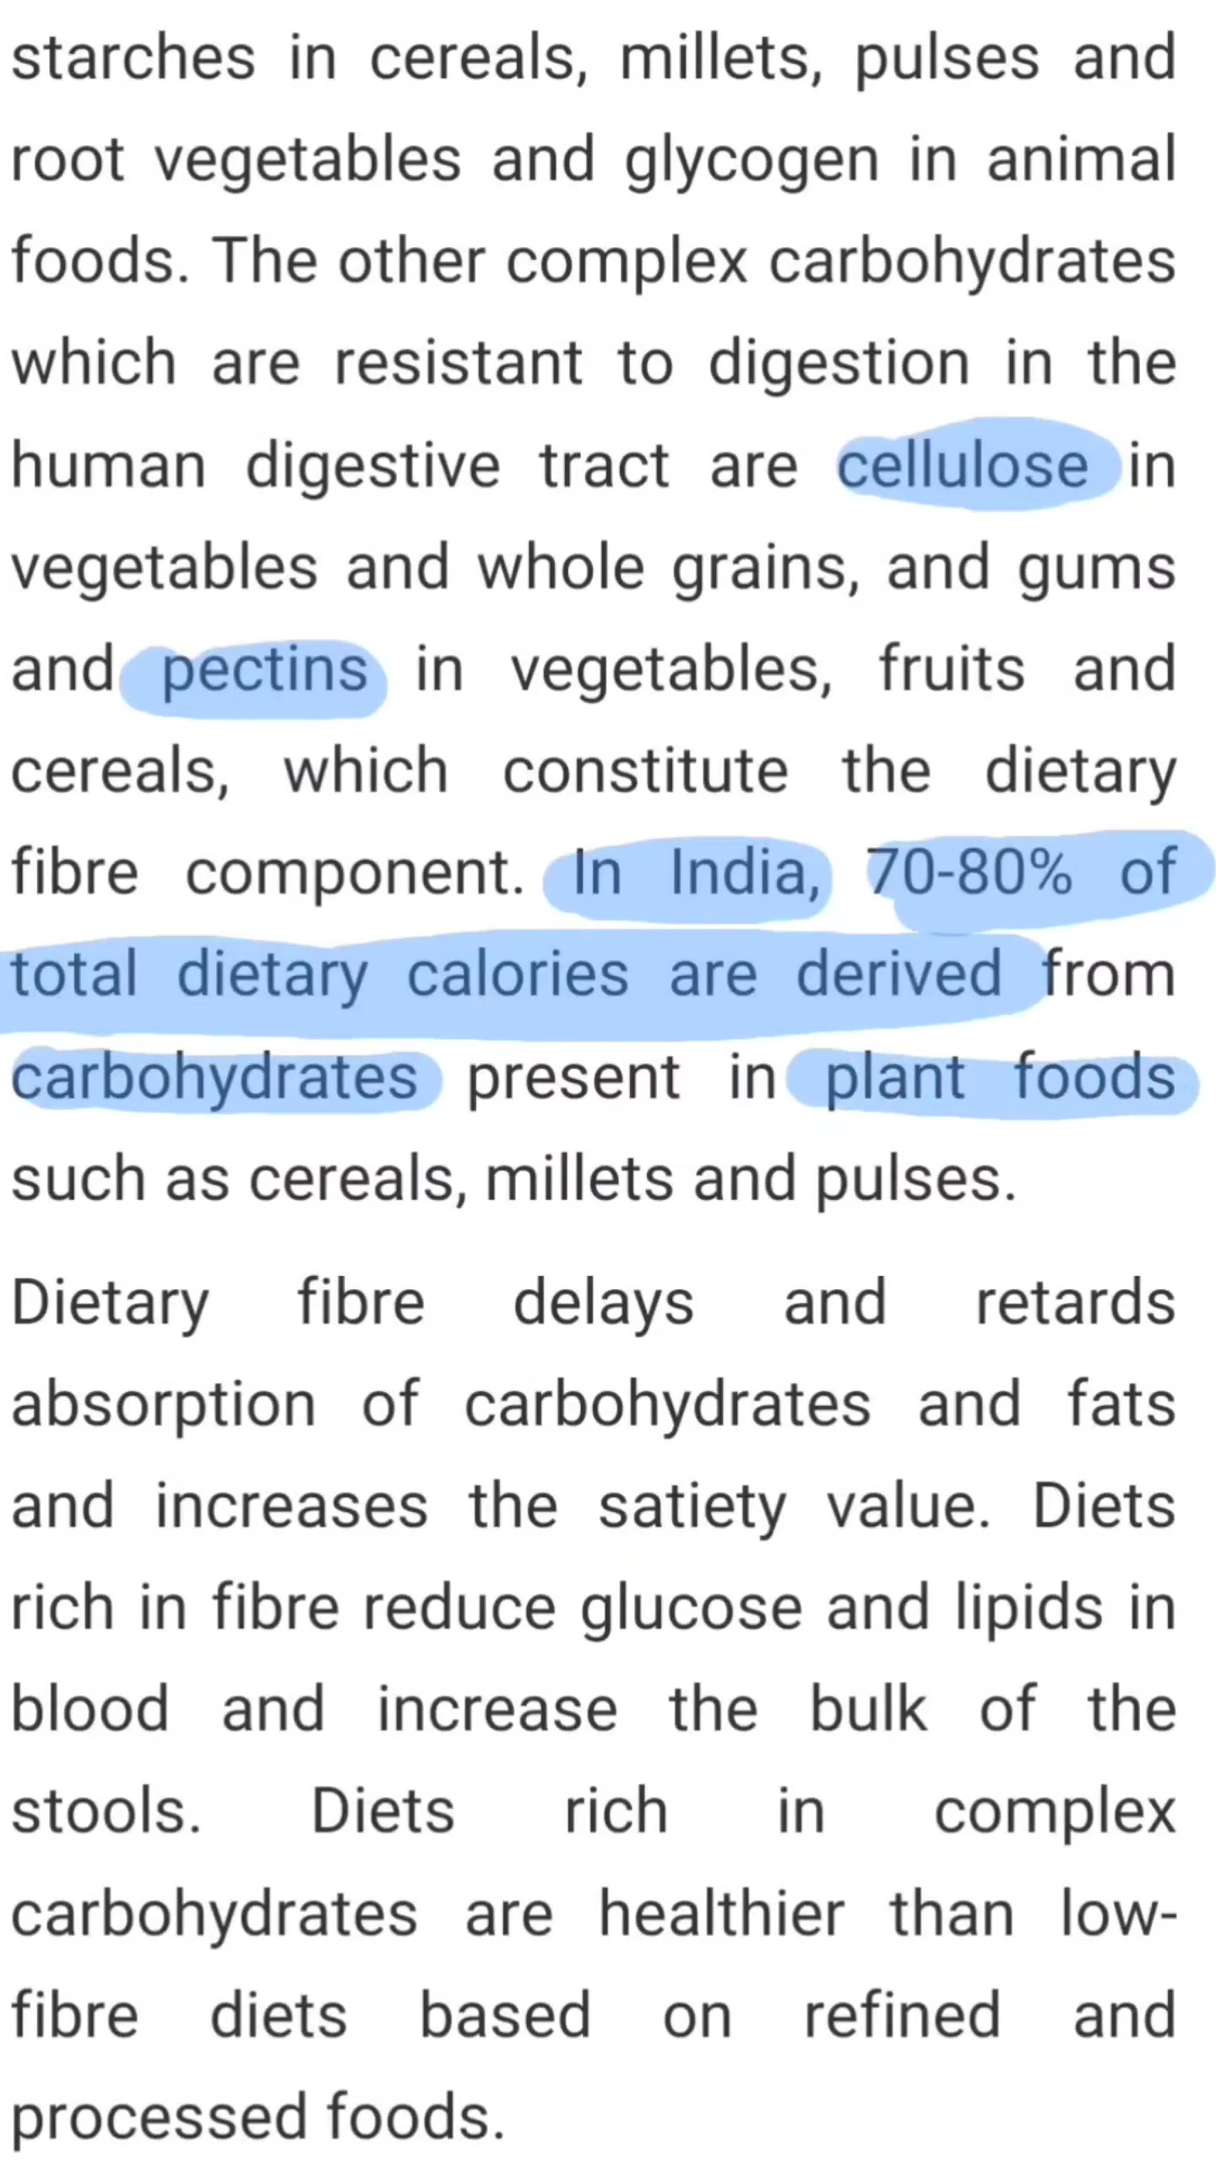 starches in cereals, millets, pulses and
root vegetables and glycogen in animal
foods. The other complex carbohydrates
which are resistant to digestion in the
human digestive tract are cellulose in
vegetables and whole grains, and gums
and pectins in vegetables, fruits and
cereals, which constitute the dietary
fibre component. In India, 70-80% of
total dietary calories are derived from
carbohydrates present in plant foods
such as cereals, millets and pulses.
Dietary fibre delays and retards
absorption of carbohydrates and fats
and increases the satiety value. Diets
rich in fibre reduce glucose and lipids in
blood and increase the bulk of the
stools. Diets rich in complex
carbohydrates are healthier than low-
fibre diets based on refined and
processed foods.